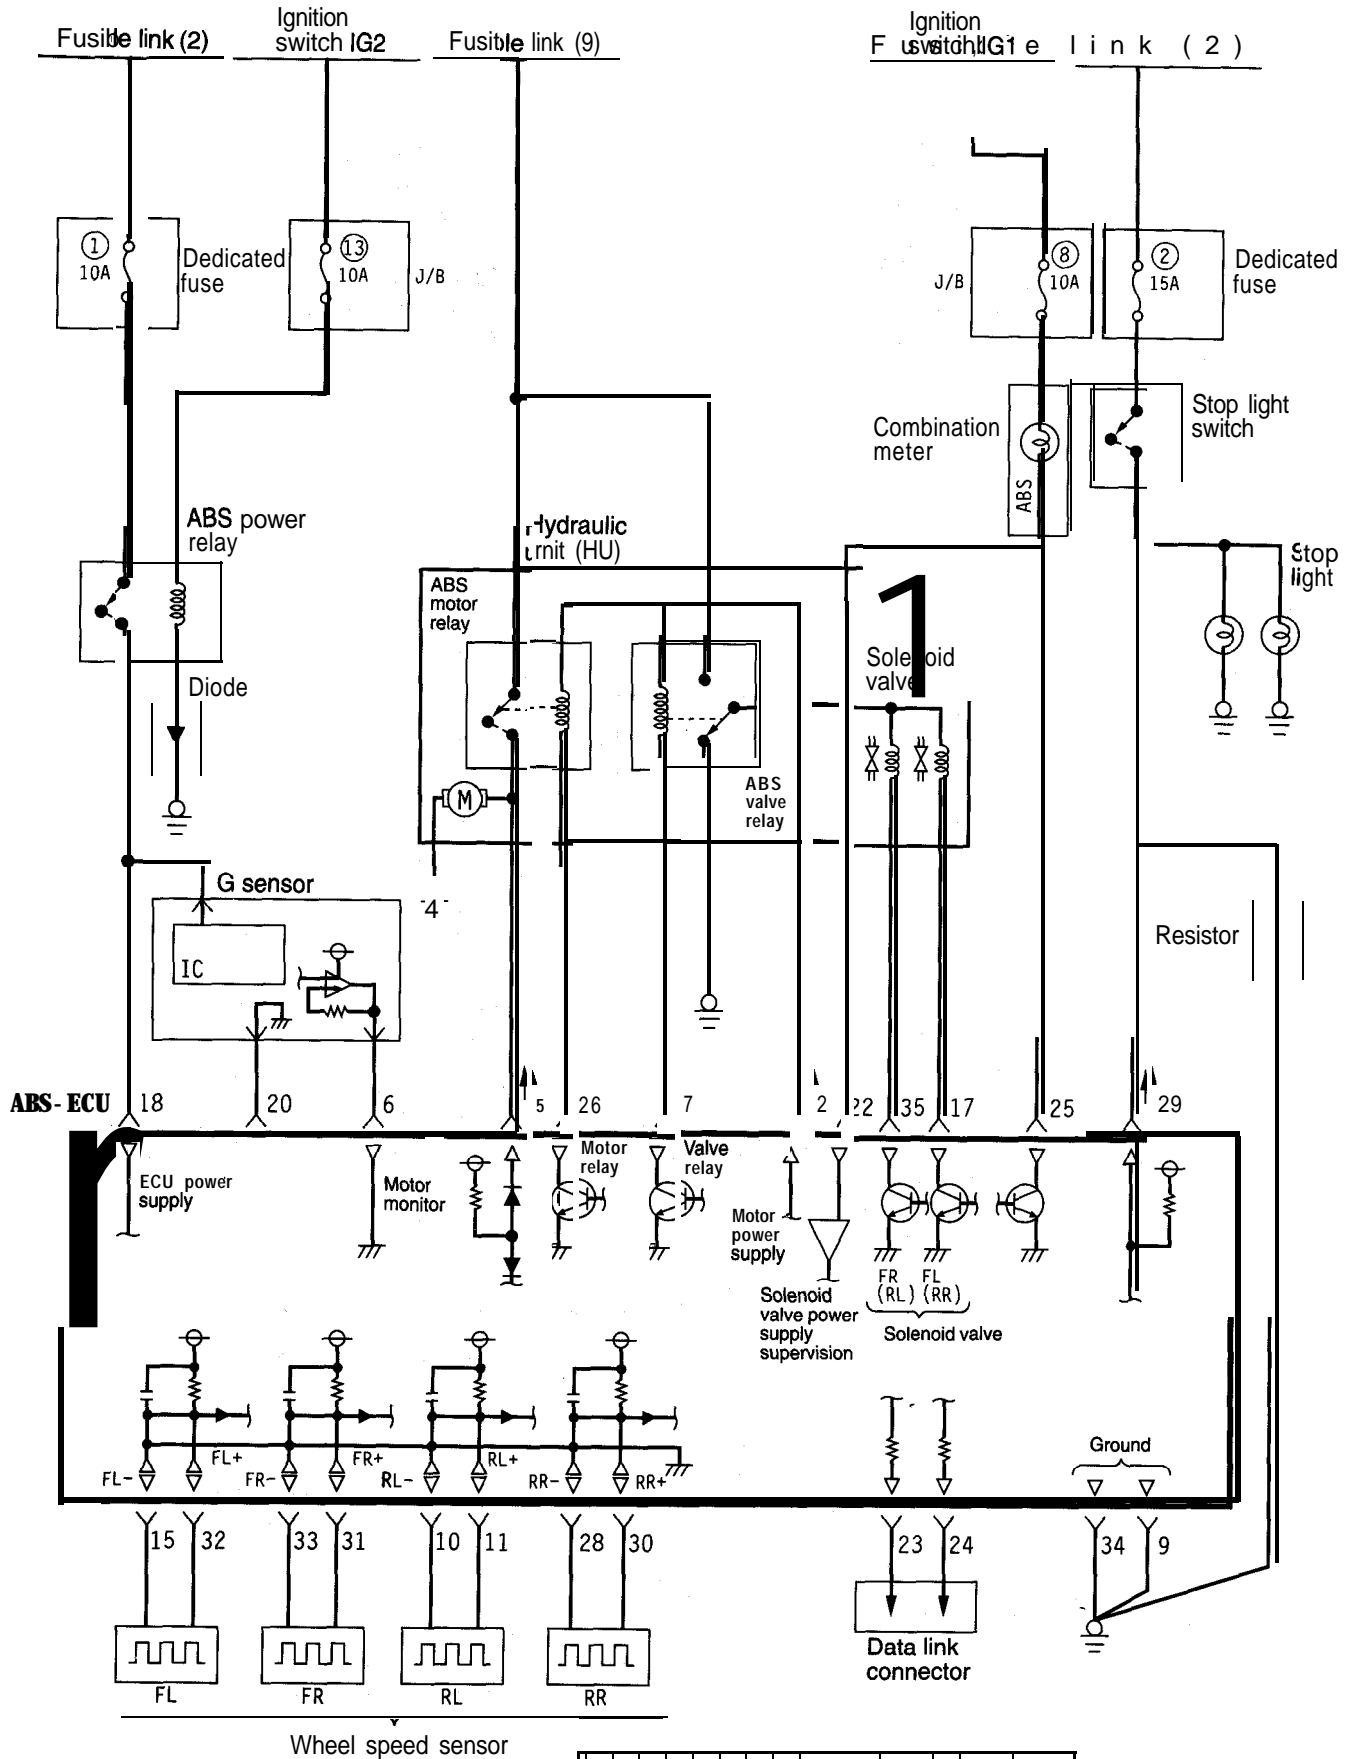 Fusible link (2)
Ignition
switch IG2
Fusible link (9)
Ignition
switch IG1
Fusible link (2)
1
10A
Dedicated
fuse
13
10A
J/B
J/B
8
10A
2
15A
Dedicated
fuse
Combination
meter
ABS
Stop light
switch
ABS power
relay
Hydraulic
unit (HU)
Stop
light
ABS
motor
relay
1
Solenoid
valve
Diode
M
ABS
valve
relay
G sensor
4
IC
Resistor
ABS-ECU
18
20
6
5
26
7
2
22
35
17
25
29
ECU power
supply
Motor
monitor
Motor
relay
Valve
relay
Motor
power
supply
FR
(RL)
FL
(RR)
Solenoid
valve power
supply
supervision
Solenoid valve
FL-
FL+
FR-
FR+
RL-
RL+
RR-
RR+
Ground
15
32
33
31
10
11
28
30
23
24
34
9
Data link
connector
FL
FR
RL
RR
Wheel speed sensor